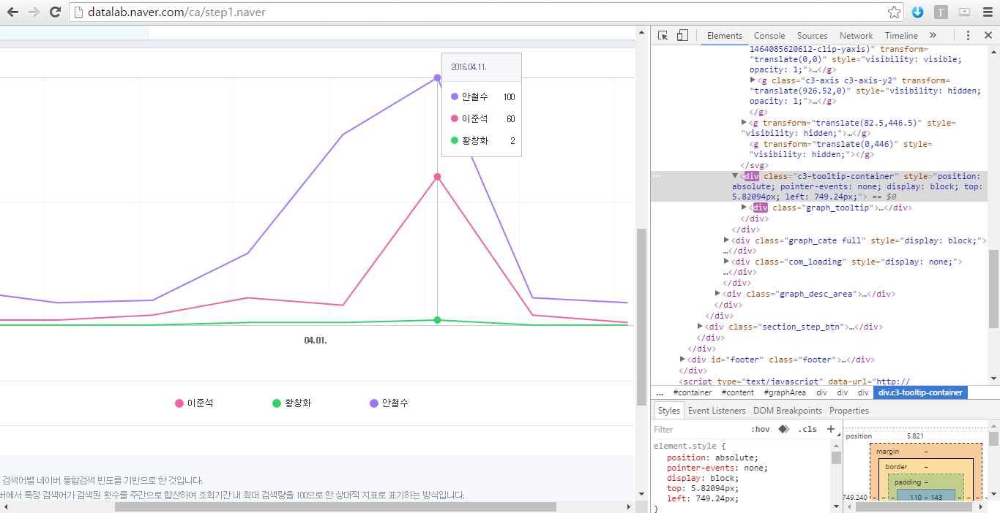 datalab.naver.com/ca/step1.naver
T
2016.04.11.
안철수 100
이준석 60
황창화 2
04.01.
이준석 황창화 안철수
검색어별 네이버 통합검색 빈도를 기반으로 한 것입니다.
버에서 특정 검색어가 검색된 횟수를 주간으로 합산하여 조회기간 내 최대 검색량을 100으로 한 상대적 지표로 표기하는 방식입니다.
Elements Console Sources Network Timeline »
1464085620612-clip-yaxis)" transform=
"translate(0,0)" style="visibility: visible;
opacity: 1;">…</g>
<g class="c3-axis c3-axis-y2" transform=
"translate(926.52,0)" style="visibility: hidden;
opacity: 1;">…</g>
</g>
<g transform="translate(82.5,446.5)" style=
"visibility: hidden;">…</g>
<g transform="translate(0,446)" style=
"visibility: hidden;"></g>
</svg>
… <div class="c3-tooltip-container" style="position:
absolute; pointer-events: none; display: block; top:
5.82094px; left: 749.24px;"> == $0
<div class="graph_tooltip">…</div>
</div>
</div>
<div class="graph_cate full" style="display: block;">
…</div>
<div class="com_loading" style="display: none;">
…</div>
</div>
<div class="graph_desc_area">…</div>
</div>
</div>
<div class="section_step_btn">…</div>
</div>
</div>
<div id="footer" class="footer">…</div>
</div>
<script type="text/javascript" data-url="http://
... #container #content #graphArea div div div div.c3-tooltip-container
Styles Event Listeners DOM Breakpoints Properties
Filter :hov .cls +
element.style {
position: absolute;
pointer-events: none;
display: block;
top: 5.82094px;
left: 749.24px;
}
position 5.821
margin –
border –
padding –
749.240 – – – 110 × 143 – – –